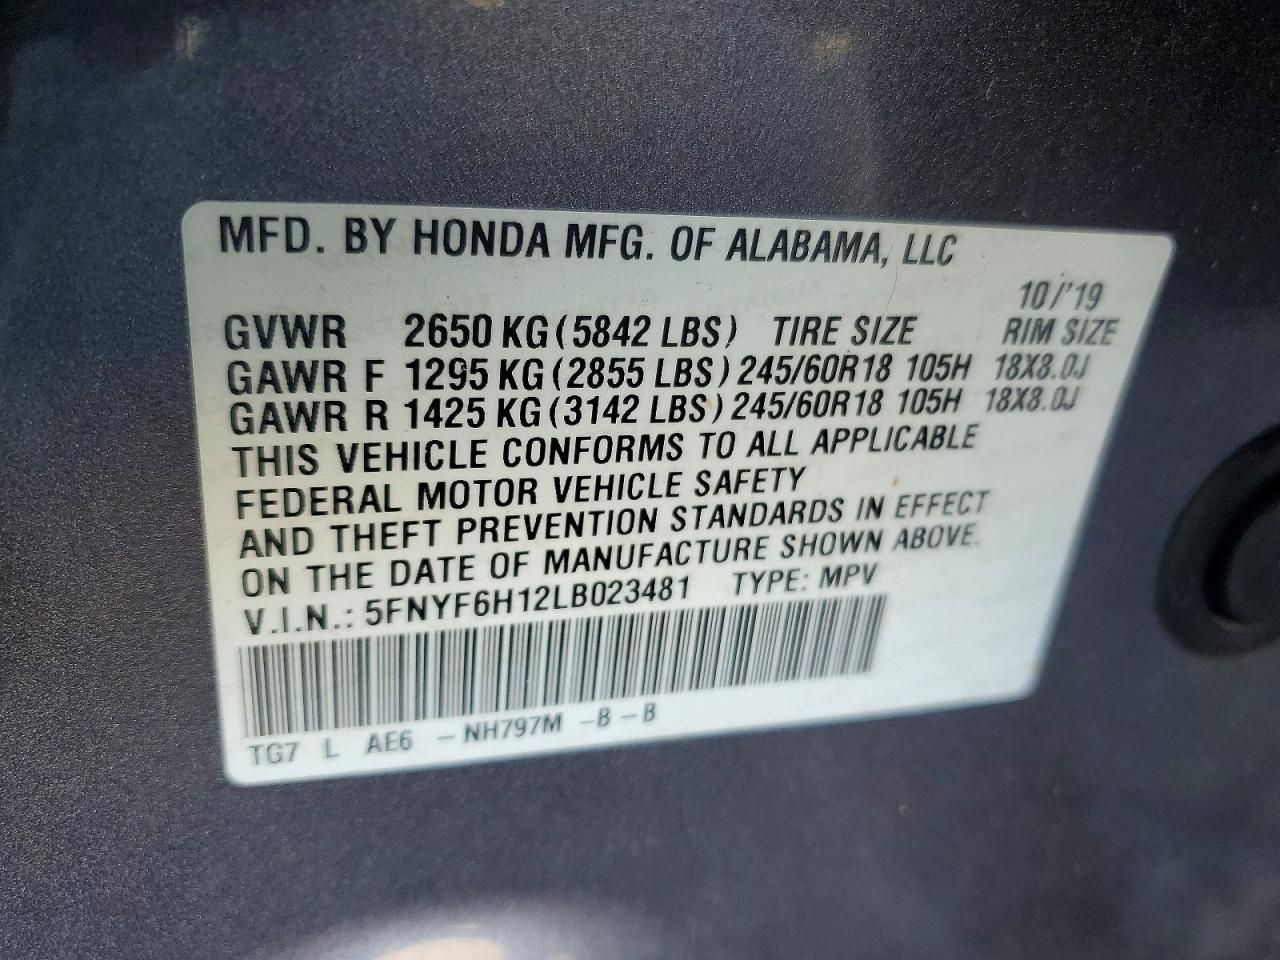 MFD. BY HONDA MFG. OF ALABAMA, LLC
10/'19
GVWR 2650 KG (5842 LBS) TIRE SIZE RIM SIZE
GAWR F 1295 KG (2855 LBS) 245/60R18 105H 18X8.0J
GAWR R 1425 KG (3142 LBS) 245/60R18 105H 18X8.0J
THIS VEHICLE CONFORMS TO ALL APPLICABLE
FEDERAL MOTOR VEHICLE SAFETY
AND THEFT PREVENTION STANDARDS IN EFFECT
ON THE DATE OF MANUFACTURE SHOWN ABOVE.
V.I.N.: 5FNYF6H12LB023481 TYPE: MPV
TG7 L AE6 -NH797M -B-B